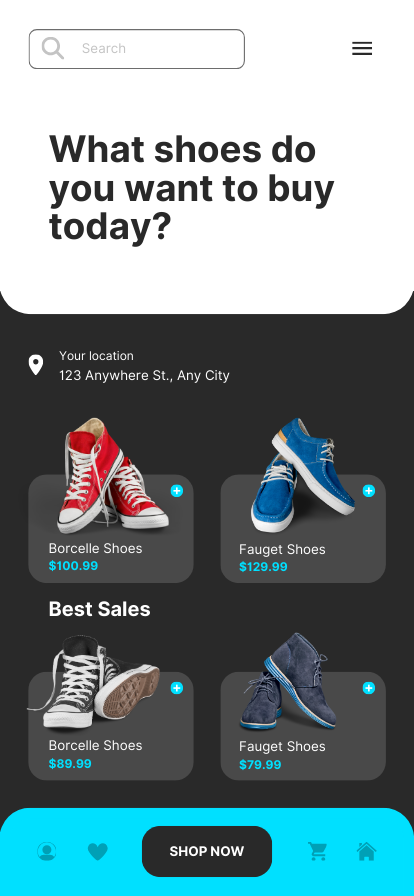 Search
What shoes do
you want to buy
today?
Your location
123 Anywhere St., Any City
Borcelle Shoes
$100.99
Fauget Shoes
$129.99
Best Sales
Borcelle Shoes
$89.99
Fauget Shoes
$79.99
SHOP NOW